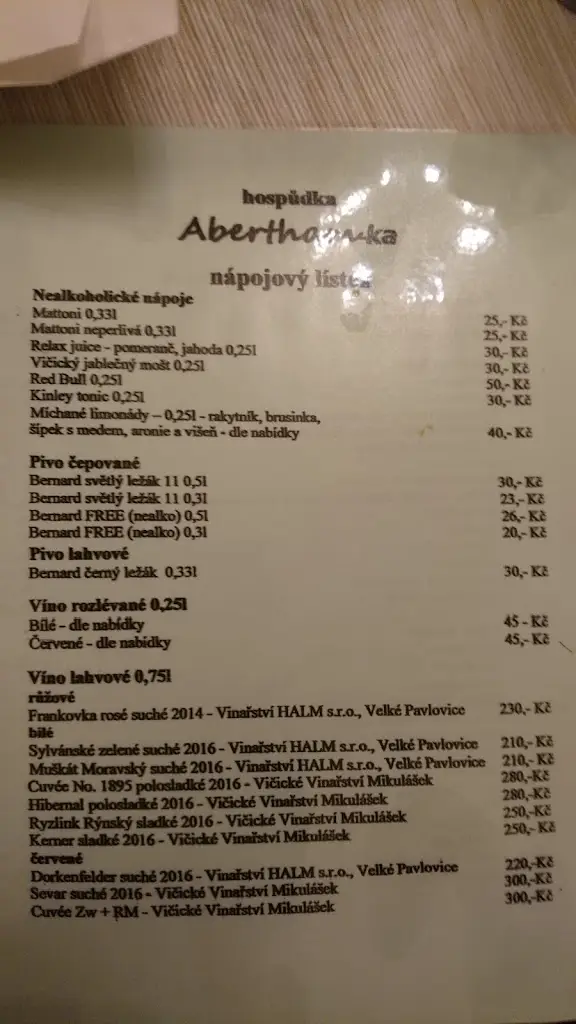 hospůdka
nápojový lístek
Nealkoholické nápoje
Mattoni 0,33l 25,- Kč
Mattoni neperlivá 0,33l 25,- Kč
Relax juice - pomeranč, jahoda 0,25l 30,- Kč
Vičický jablečný mošt 0,25l 30,- Kč
Red Bull 0,25l 50,- Kč
Kinley tonic 0,25l 30,- Kč
Míchané limonády – 0,25l - rakytník, brusinka,
šípek s medem, aronie a višeň - dle nabídky 40,- Kč
Pivo čepované
Bernard světlý ležák 11 0,5l 30,- Kč
Bernard světlý ležák 11 0,3l 23,- Kč
Bernard FREE (nealko) 0,5l 26,- Kč
Bernard FREE (nealko) 0,3l 20,- Kč
Pivo lahvové
Bernard černý ležák 0,33l 30,- Kč
Víno rozlévané 0,25l
Bílé – dle nabídky 45 - Kč
Červené – dle nabídky 45,- Kč
Víno lahvové 0,75l
růžové
Frankovka rosé suché 2014 - Vinařství HALM s.r.o., Velké Pavlovice 230,- Kč
bílé
Sylvánské zelené suché 2016 - Vinařství HALM s.r.o., Velké Pavlovice 210,- Kč
Muškát Moravský suché 2016 - Vinařství HALM s.r.o., Velké Pavlovice 210,- Kč
Cuvée No. 1895 polosladké 2016 - Vičické Vinařství Mikulášek 280,- Kč
Hibernal polosladké 2016 - Vičické Vinařství Mikulášek 280,- Kč
Ryzlink Rýnský sladké 2016 - Vičické Vinařství Mikulášek 250,- Kč
Kerner sladké 2016 - Vičické Vinařství Mikulášek 250,- Kč
červené
Dorkenfelder suché 2016 - Vinařství HALM s.r.o., Velké Pavlovice 220,-Kč
Sevar suché 2016 - Vičické Vinařství Mikulášek 300,-Kč
Cuvée Zw + RM - Vičické Vinařství Mikulášek 300,-Kč